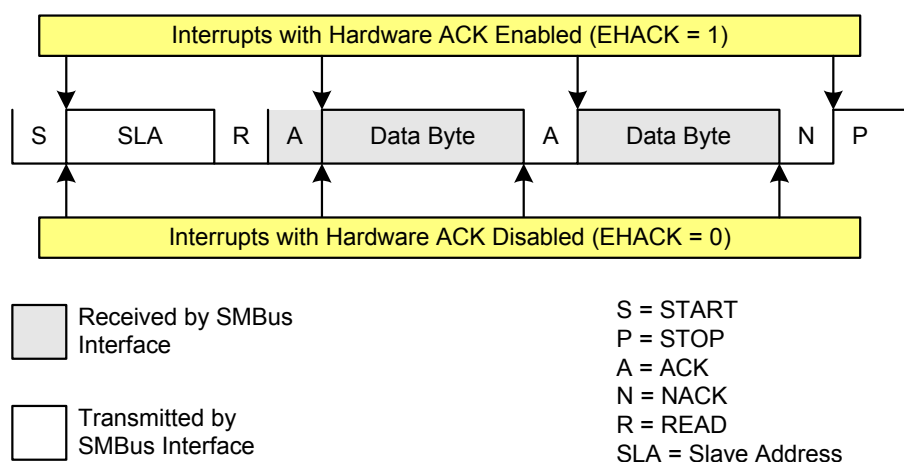 Interrupts with Hardware ACK Enabled (EHACK = 1)
S SLA R A Data Byte A Data Byte N P
Interrupts with Hardware ACK Disabled (EHACK = 0)
Received by SMBus
Interface
Transmitted by
SMBus Interface
S = START
P = STOP
A = ACK
N = NACK
R = READ
SLA = Slave Address